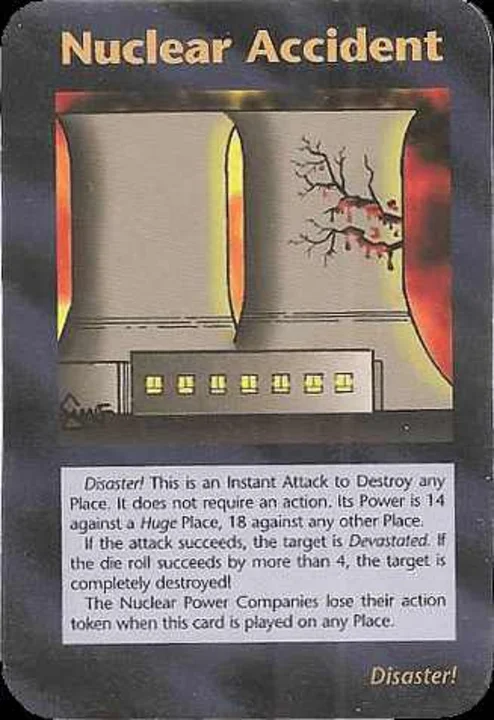 Nuclear Accident
Disaster! This is an Instant Attack to Destroy any
Place. It does not require an action. Its Power is 14
against a Huge Place, 18 against any other Place.
If the attack succeeds, the target is Devastated. If
the die roll succeeds by more than 4, the target is
completely destroyed!
The Nuclear Power Companies lose their action
token when this card is played on any Place.
Disaster!